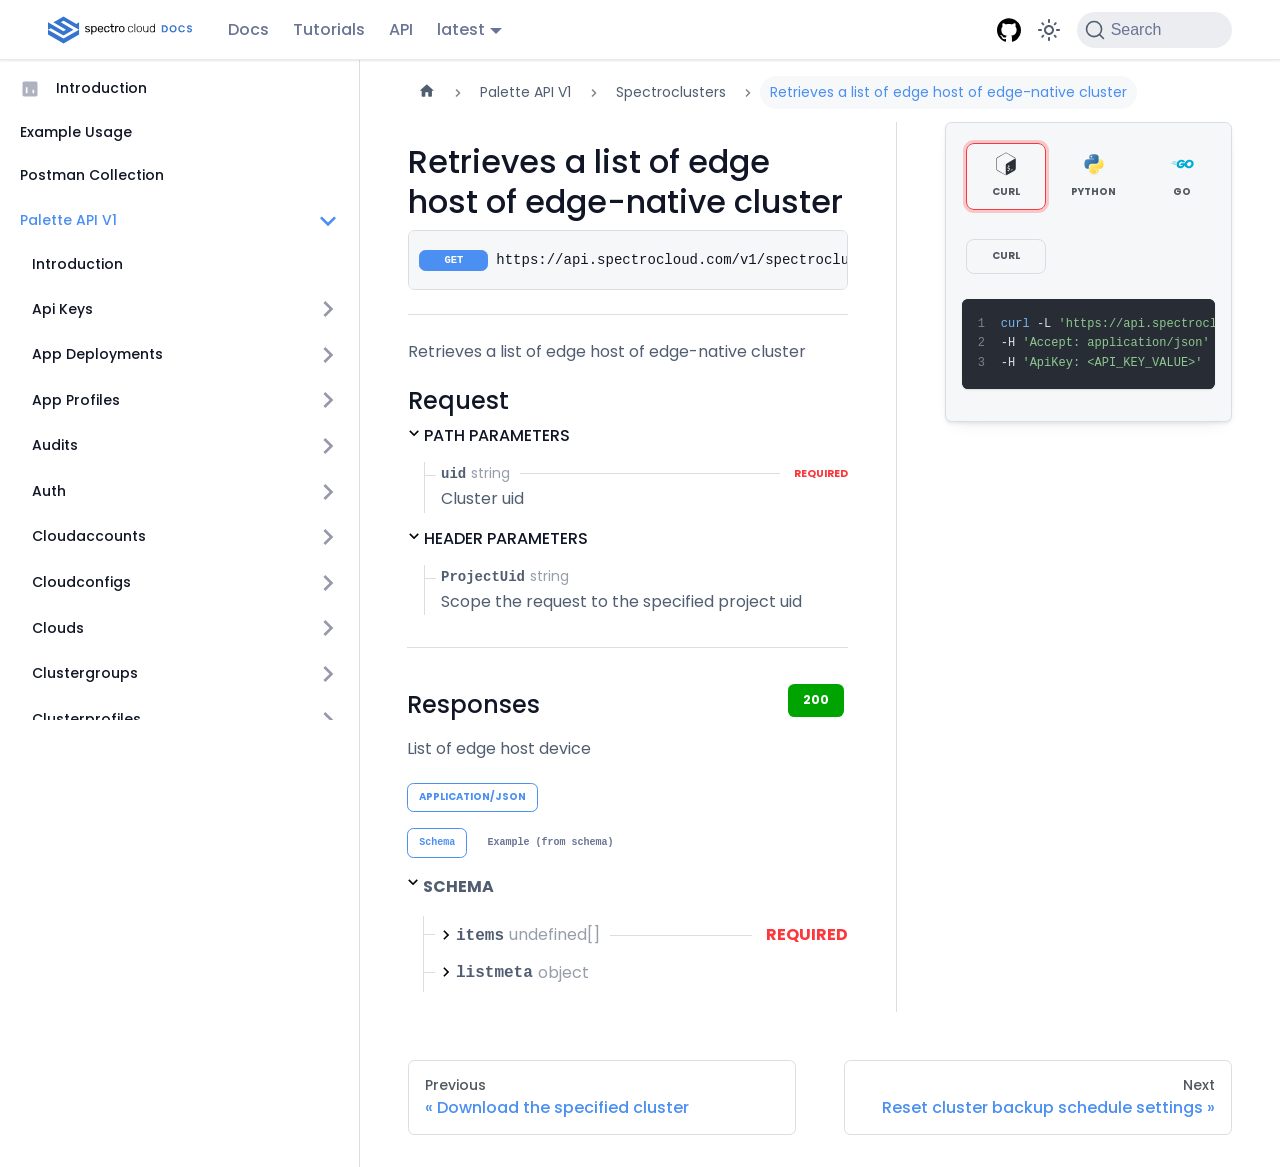 spectro cloud DOCS
Docs
Tutorials
API
latest
Search
Introduction
Example Usage
Postman Collection
Palette API V1
Introduction
Api Keys
App Deployments
App Profiles
Audits
Auth
Cloudaccounts
Cloudconfigs
Clouds
Clustergroups
Clusterprofiles
Palette API V1
Spectroclusters
Retrieves a list of edge host of edge-native cluster
Retrieves a list of edge
host of edge-native cluster
GET https://api.spectrocloud.com/v1/spectroclu
Retrieves a list of edge host of edge-native cluster
Request
PATH PARAMETERS
uid string REQUIRED
Cluster uid
HEADER PARAMETERS
ProjectUid string
Scope the request to the specified project uid
Responses
200
List of edge host device
APPLICATION/JSON
Schema
Example (from schema)
SCHEMA
items undefined[] REQUIRED
listmeta object
CURL
PYTHON
GO
CURL
1 curl -L 'https://api.spectrocl
2 -H 'Accept: application/json'
3 -H 'ApiKey: <API_KEY_VALUE>'
Previous
« Download the specified cluster
Next
Reset cluster backup schedule settings »